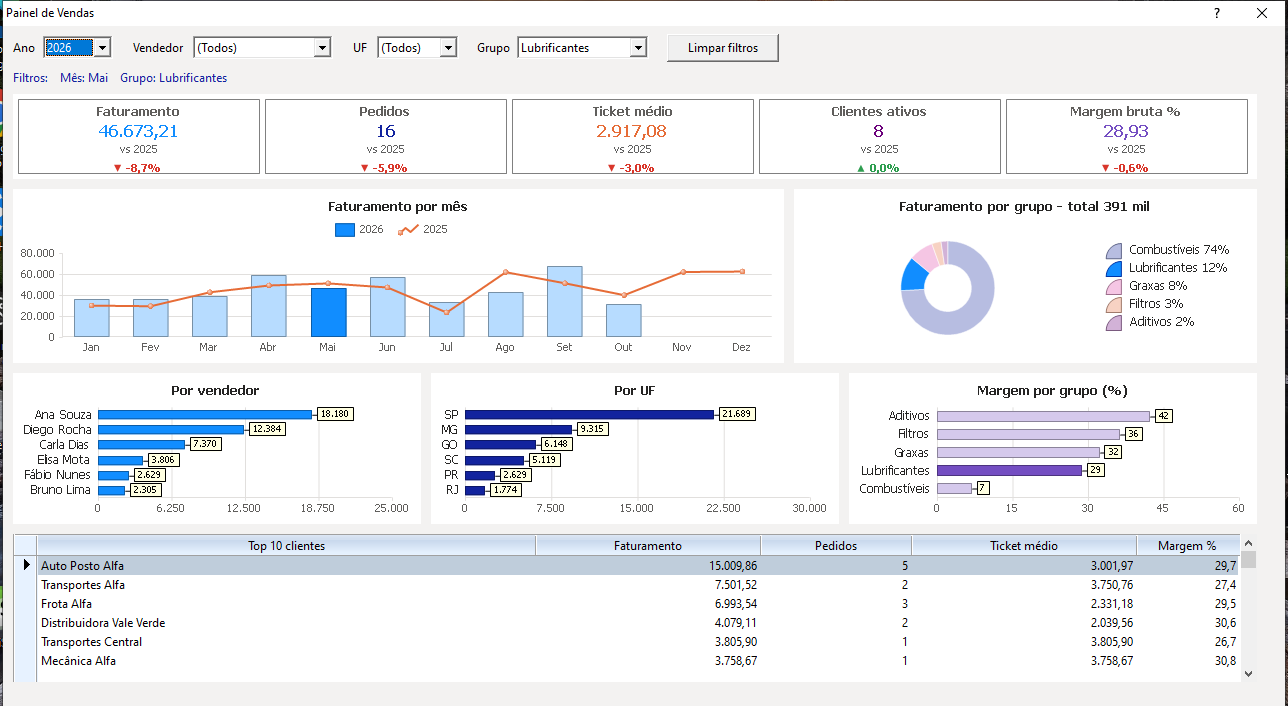 Painel de Vendas ?
Ano 2026 Vendedor (Todos) UF (Todos) Grupo Lubrificantes Limpar filtros
Filtros: Mês: Mai Grupo: Lubrificantes
Faturamento
46.673,21
vs 2025
▼ -8,7%
Pedidos
16
vs 2025
▼ -5,9%
Ticket médio
2.917,08
vs 2025
▼ -3,0%
Clientes ativos
8
vs 2025
▲ 0,0%
Margem bruta %
28,93
vs 2025
▼ -0,6%
Faturamento por mês
2026 2025
80.000
60.000
40.000
20.000
0
Jan Fev Mar Abr Mai Jun Jul Ago Set Out Nov Dez
Faturamento por grupo - total 391 mil
Combustíveis 74%
Lubrificantes 12%
Graxas 8%
Filtros 3%
Aditivos 2%
Por vendedor
Ana Souza 18.180
Diego Rocha 12.384
Carla Dias 7.370
Elisa Mota 3.806
Fábio Nunes 2.629
Bruno Lima 2.305
0 6.250 12.500 18.750 25.000
Por UF
SP 21.689
MG 9.315
GO 6.148
SC 5.119
PR 2.629
RJ 1.774
0 7.500 15.000 22.500 30.000
Margem por grupo (%)
Aditivos 42
Filtros 36
Graxas 32
Lubrificantes 29
Combustíveis 7
0 15 30 45 60
Top 10 clientes Faturamento Pedidos Ticket médio Margem %
Auto Posto Alfa 15.009,86 5 3.001,97 29,7
Transportes Alfa 7.501,52 2 3.750,76 27,4
Frota Alfa 6.993,54 3 2.331,18 29,5
Distribuidora Vale Verde 4.079,11 2 2.039,56 30,6
Transportes Central 3.805,90 1 3.805,90 26,7
Mecânica Alfa 3.758,67 1 3.758,67 30,8